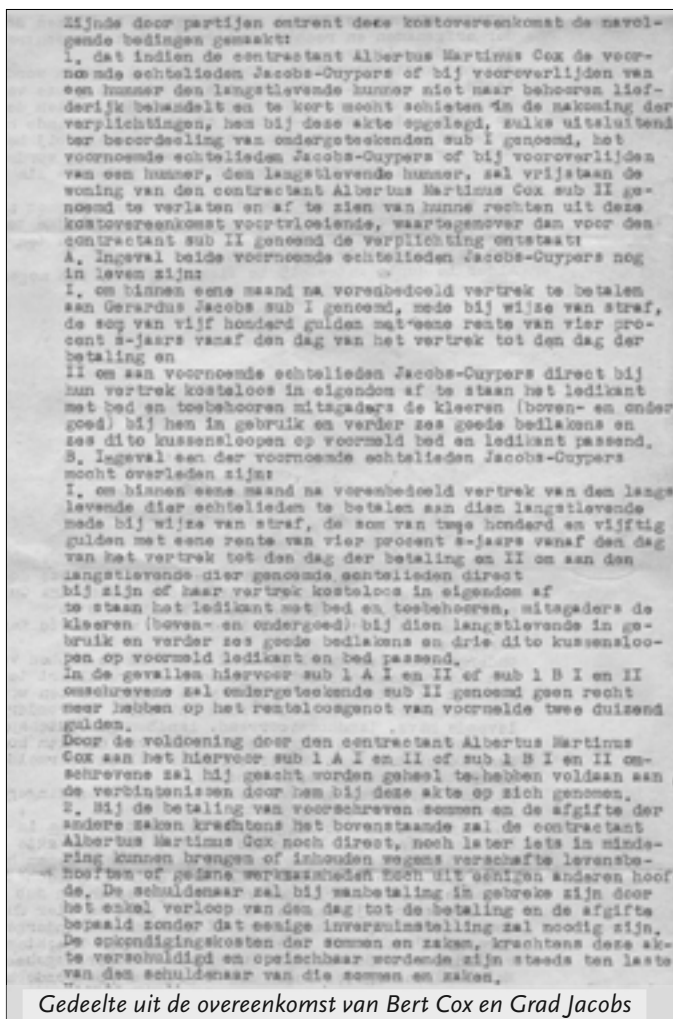 Zijnde door partijen omtrent deze kostovereenkomst de navol-
gende bedingen gemaakt:
1. dat indien de contractant Albertus Martinus Cox de voor-
noemde echtelieden Jacobs-Cuypers of bij vooroverlijden van
een hunner den langstlevende hunner niet naar behooren lief-
derijk behandelt en te kort mocht schieten in de nakoming der
verplichtingen, hem bij deze akte opgelegd, zulks uitsluitend
ter beoordeeling van ondergeteekenden sub I genoemd, het
voornoemde echtelieden Jacobs-Cuypers of bij vooroverlijden
van een hunner, den langstlevende hunner, zal vrijstaan de
woning van den contractant Albertus Martinus Cox sub II ge-
noemd te verlaten en af te zien van hunne rechten uit deze
kostovereenkomst voortvloeiende, waartegenover dan voor den
contractant sub II genoemd de verplichting ontstaat:
A. Ingeval beide voornoemde echtelieden Jacobs-Cuypers nog
in leven zijn:
I. om binnen eene maand na vorenbedoeld vertrek te betalen
aan Gerardus Jacobs sub I genoemd, mede bij wijze van straf,
de som van vijf honderd gulden met eene rente van vier pro-
cent s-jaars vanaf den dag van het vertrek tot den dag der
betaling en
II om aan voornoemde echtelieden Jacobs-Cuypers direct bij
hun vertrek kosteloos in eigendom af te staan het ledikant
met bed en toebehooren mitsgaders de kleeren (boven- en onder
goed) bij hem in gebruik en verder zes goede bedlakens en
zes dito kussensloopen op voormeld bed en ledikant passend.
B. Ingeval een der voornoemde echtelieden Jacobs-Cuypers
mocht overleden zijn:
I. om binnen eene maand na vorenbedoeld vertrek van den langs
levende dier echtelieden te betalen aan dien langstlevende
mede bij wijze van straf, de som van twee honderd en vijftig
gulden met eene rente van vier procent s-jaars vanaf den dag
van het vertrek tot den dag der betaling en II om aan den
langstlevende dier genoemde echtelieden direct
bij zijn of haar vertrek kosteloos in eigendom af
te staan het ledikant met bed en toebehooren, mitsgaders de
kleeren (boven- en ondergoed) bij dien langstlevende in ge-
bruik en verder zes goede bedlakens en drie dito kussensloo-
pen op voormeld ledikant en bed passend.
In de gevallen hiervoor sub 1 A I en II of sub 1 B I en II
omschrevene zal ondergeteekende sub II genoemd geen recht
meer hebben op het renteloosgenot van voormelde twee duizend
gulden.
Door de voldoening door den contractant Albertus Martinus
Cox aan het hiervoor sub 1 A I en II of sub 1 B I en II om-
schrevene zal hij geacht worden geheel te hebben voldaan aan
de verbintenissen door hem bij deze akte op zich genomen.
2. Bij de betaling van voorschreven sommen en de afgifte der
andere zaken krachtens het bovenstaande zal de contractant
Albertus Martinus Cox noch direct, noch later iets in minde-
ring kunnen brengen of inhouden wegens verschafte levensbe-
hoeften of gedane werkzaamheden noch uit eenigen anderen hoof
de. De schuldenaar zal bij wanbetaling in gebreke zijn door
het enkel verloop van den dag tot de betaling en de afgifte
bepaald zonder dat eenige inverzuimstelling zal noodig zijn.
De opkondigingskosten der sommen en zaken, krachtens deze ak-
te verschuldigd en opeischbaar wordende zijn steeds ten laste
van den schuldenaar van die sommen en zaken.
Gedeelte uit de overeenkomst van Bert Cox en Grad Jacobs